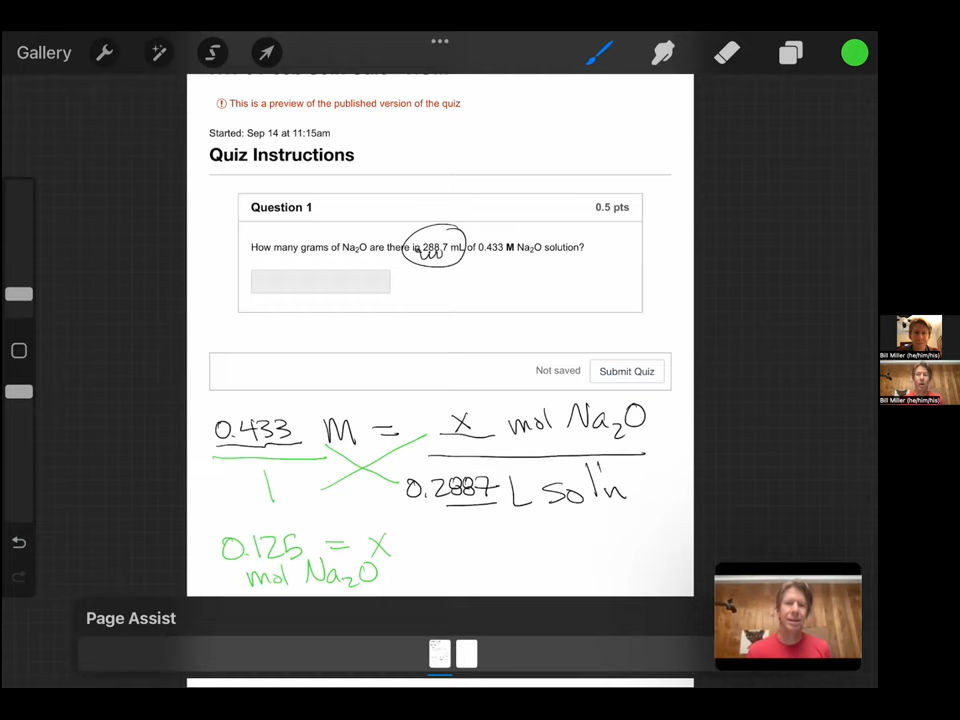 Gallery
This is a preview of the published version of the quiz
Started: Sep 14 at 11:15am
Quiz Instructions
Question 1 0.5 pts
How many grams of Na₂O are there in 288.7 mL of 0.433 M Na₂O solution?
Not saved Submit Quiz
0.433 M = x mol Na₂O
1 0.2887 L sol'n
0.125 = x
mol Na₂O
Page Assist
Bill Miller (he/him/his)
Bill Miller (he/him/his)